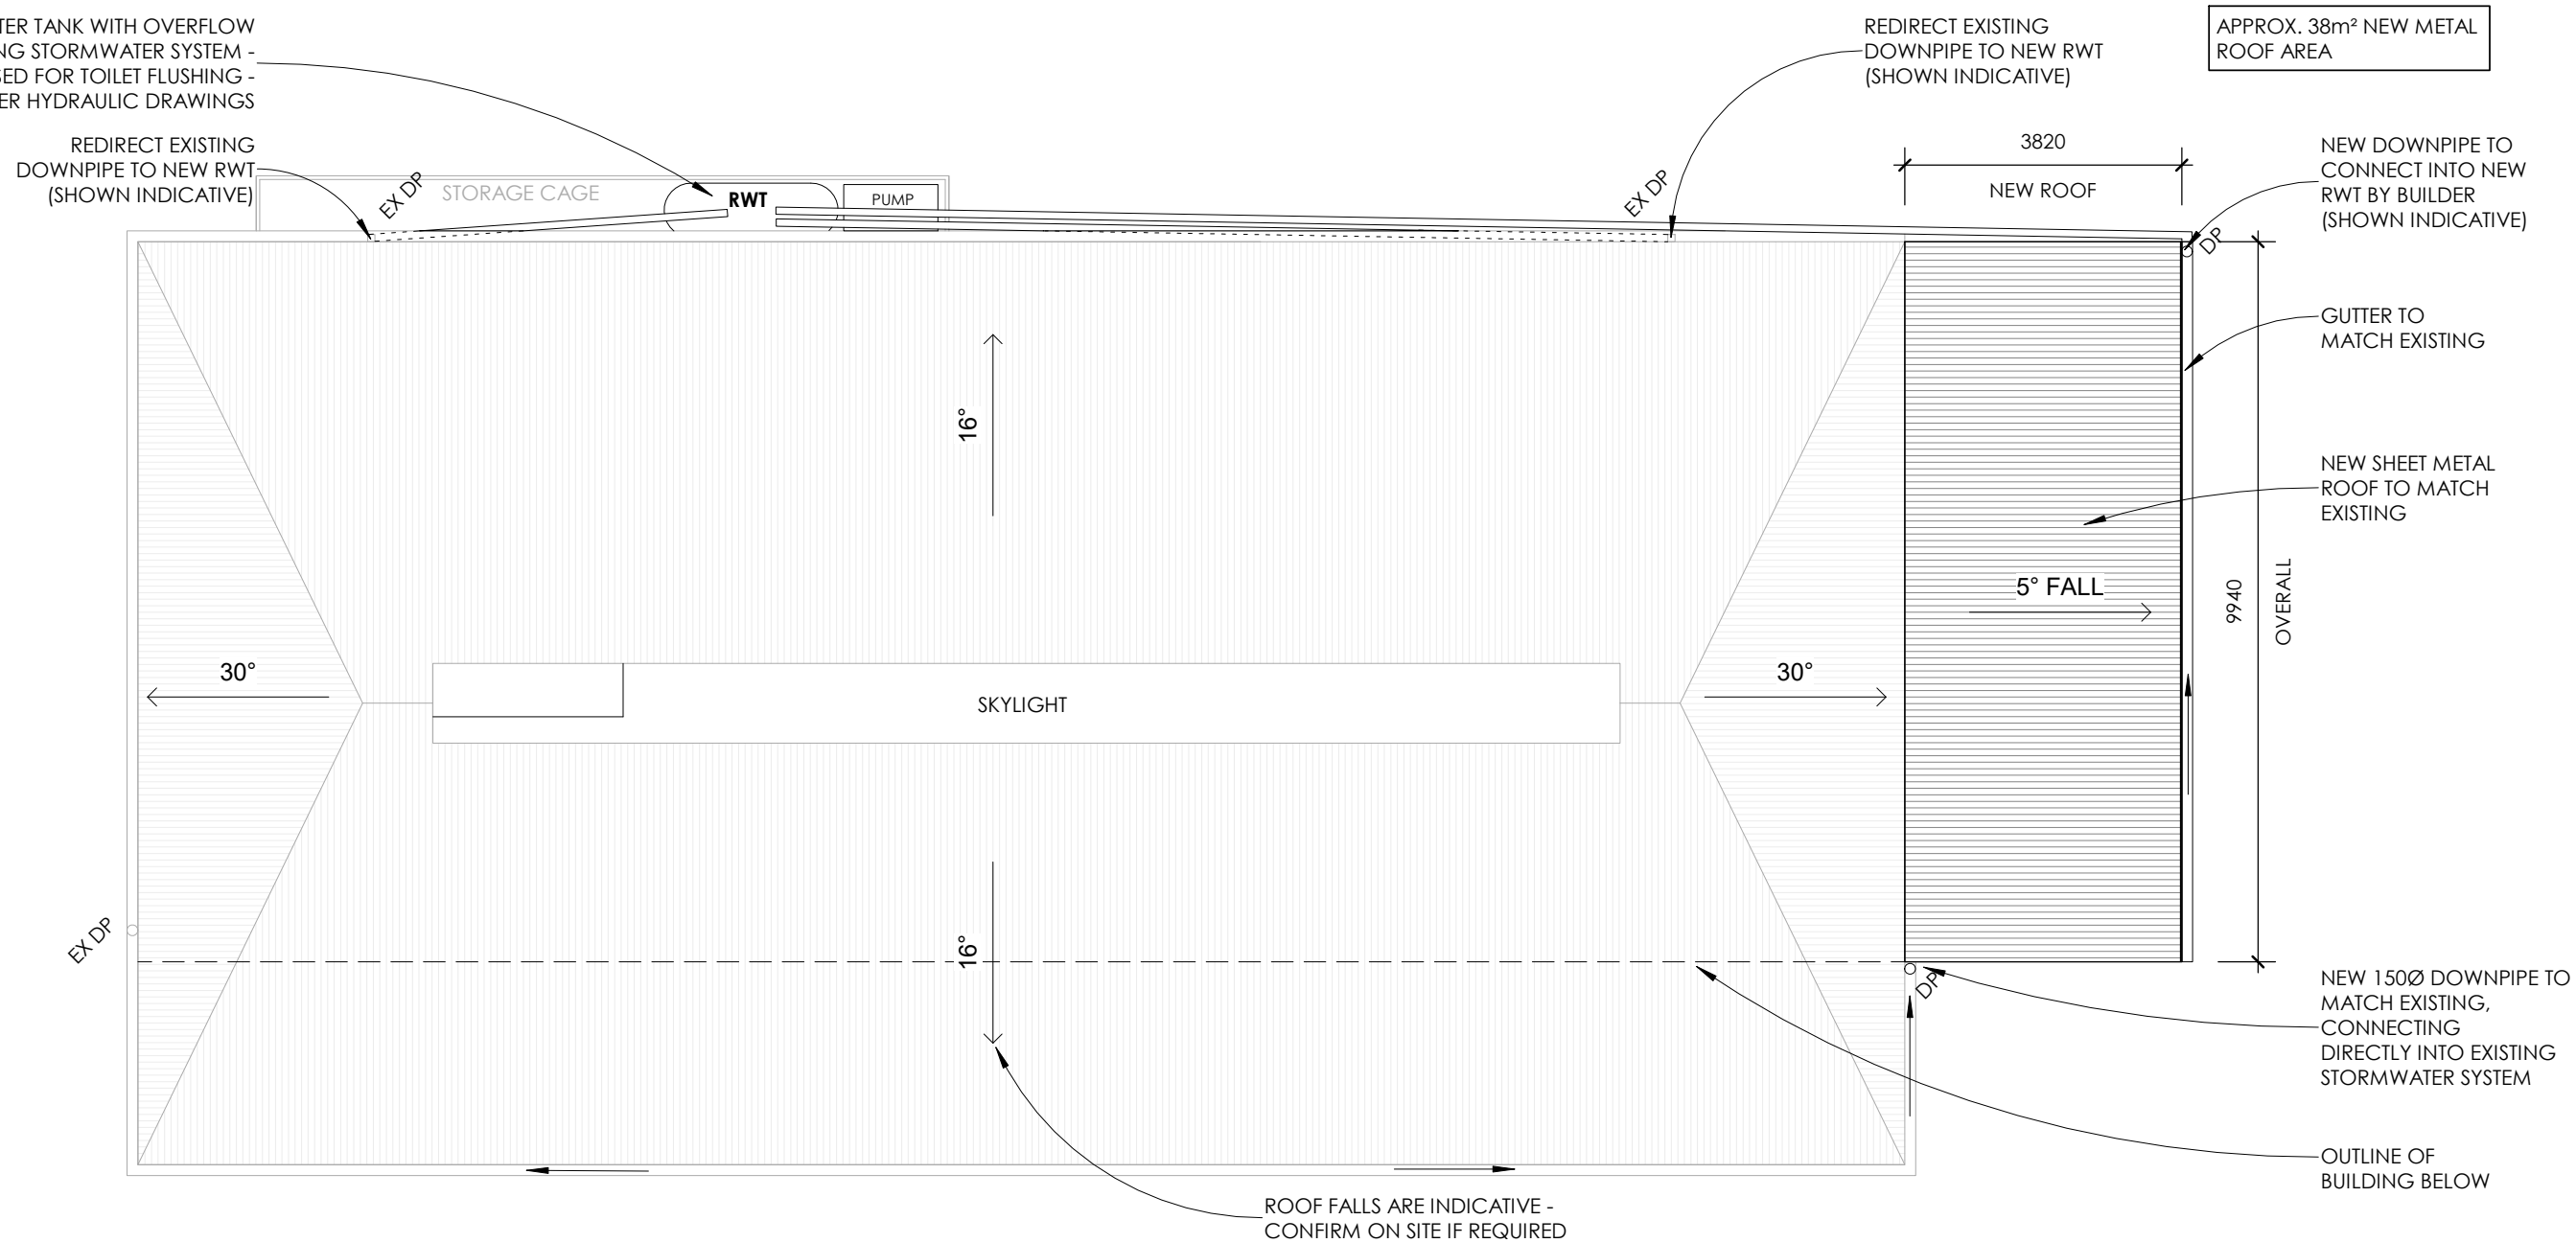 TANK WITH OVERFLOW
STORMWATER SYSTEM -
FOR TOILET FLUSHING -
HYDRAULIC DRAWINGS
REDIRECT EXISTING
DOWNPIPE TO NEW RWT
(SHOWN INDICATIVE)
EX DP
STORAGE CAGE
RWT
PUMP
EX DP
REDIRECT EXISTING
DOWNPIPE TO NEW RWT
(SHOWN INDICATIVE)
APPROX. 38m² NEW METAL
ROOF AREA
3820
NEW ROOF
NEW DOWNPIPE TO
CONNECT INTO NEW
RWT BY BUILDER
(SHOWN INDICATIVE)
DP
GUTTER TO
MATCH EXISTING
16°
NEW SHEET METAL
ROOF TO MATCH
EXISTING
5° FALL
9940
OVERALL
30°
SKYLIGHT
30°
EX DP
16°
DP
NEW 150Ø DOWNPIPE TO
MATCH EXISTING,
CONNECTING
DIRECTLY INTO EXISTING
STORMWATER SYSTEM
OUTLINE OF
BUILDING BELOW
ROOF FALLS ARE INDICATIVE -
CONFIRM ON SITE IF REQUIRED